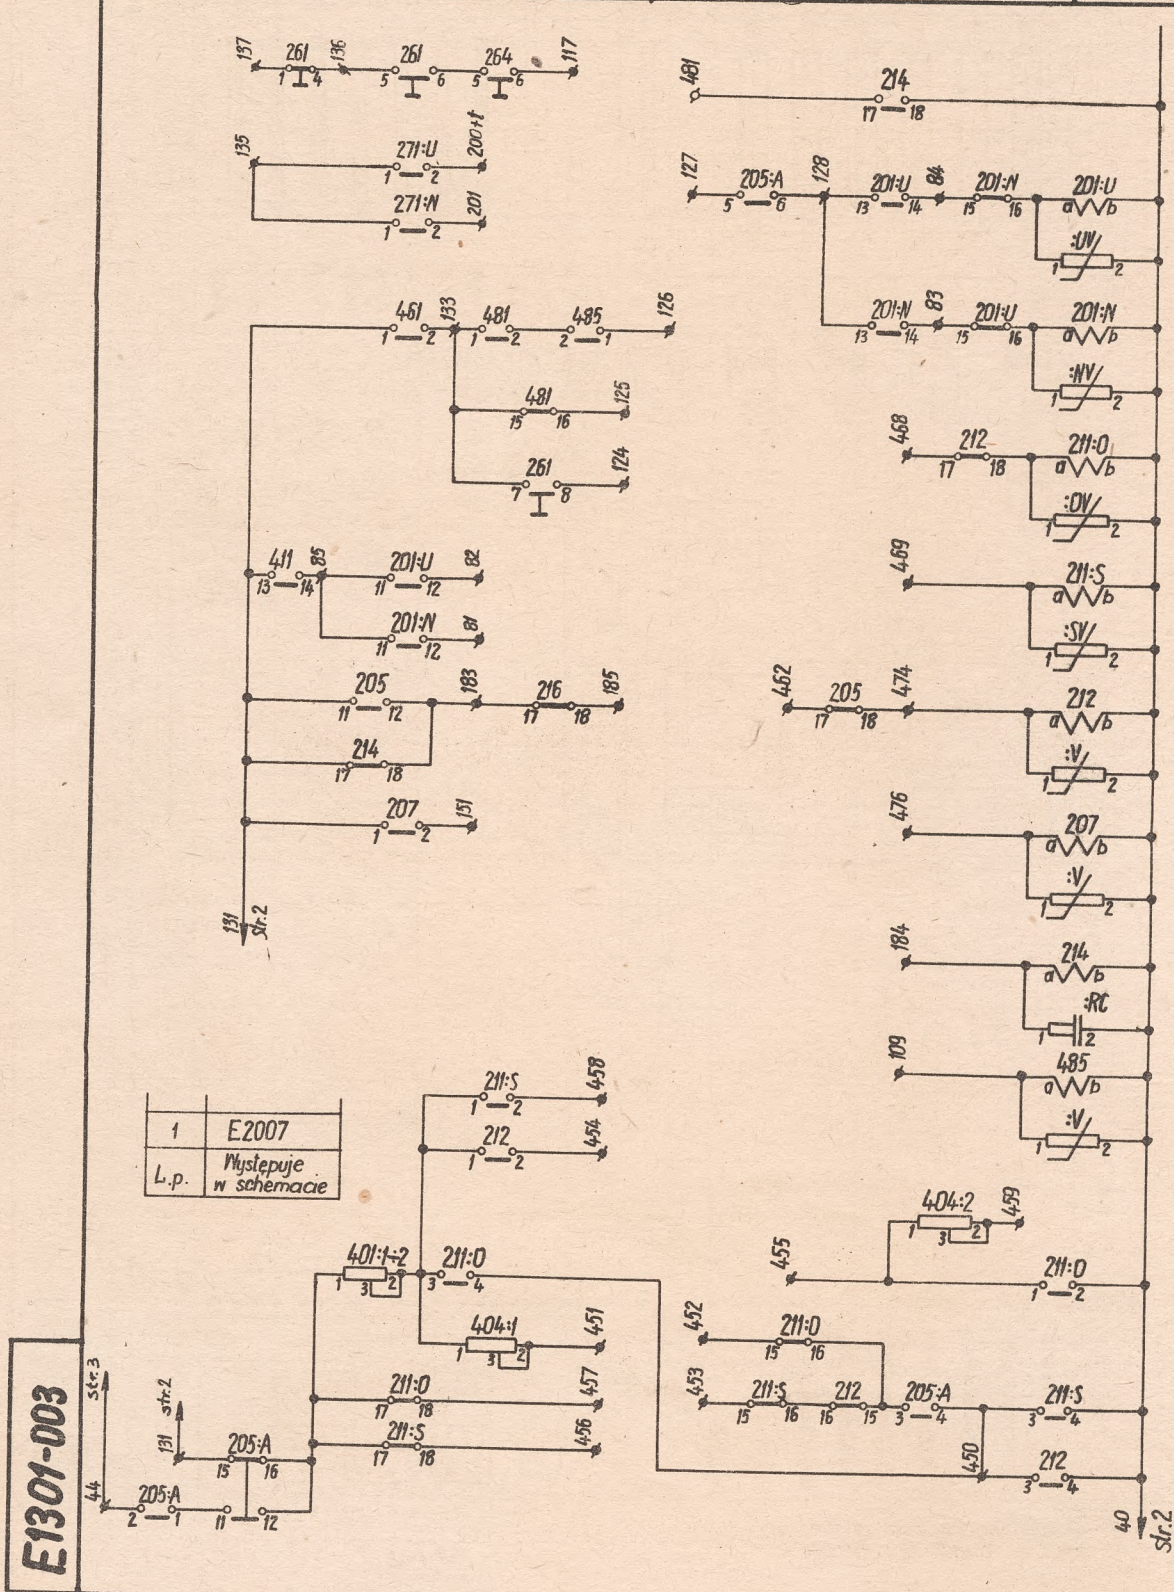 137 261 136 261 264 117
1 4 5 6 5 6
481 214
17 18
135 271:U 200+t
1 2
271:N 201
1 2
127 205:A 128 201:U 84 201:N 201:U
5 6 13 14 15 16 a b
:UV
1 2
461 133 481 485 126
1 2 1 2 2 1
201:N 83 201:U 201:N
13 14 15 16 a b
:NV
1 2
481 125
15 16
261 124
7 8
468 212 211:O
17 18 a b
:OV
1 2
411 85 201:U 82
13 14 11 12
201:N 81
11 12
469 211:S
a b
:SV
1 2
205 183 216 185
11 12 17 18
214
17 18
462 205 474 212
17 18 a b
:V
1 2
207 151
1 2
476 207
a b
:V
1 2
131
str.2
184 214
a b
:RC
1 2
109 485
a b
:V
1 2
1 E2007
L.p. Występuje
w schemacie
211:S 458
1 2
212 454
1 2
401:1÷2 211:O
1 3 2 3 4
404:1 451
1 3 2
211:O 457
17 18
211:S 456
17 18
404:2 459
1 3 2
455 211:O
1 2
452 211:O
15 16
453 211:S 212 205:A 211:S
15 16 16 15 3 4 3 4
450 212
3 4
str.3
str.2
131 205:A
15 16
44 205:A
2 1 11 12
40
str.2
E1301-003